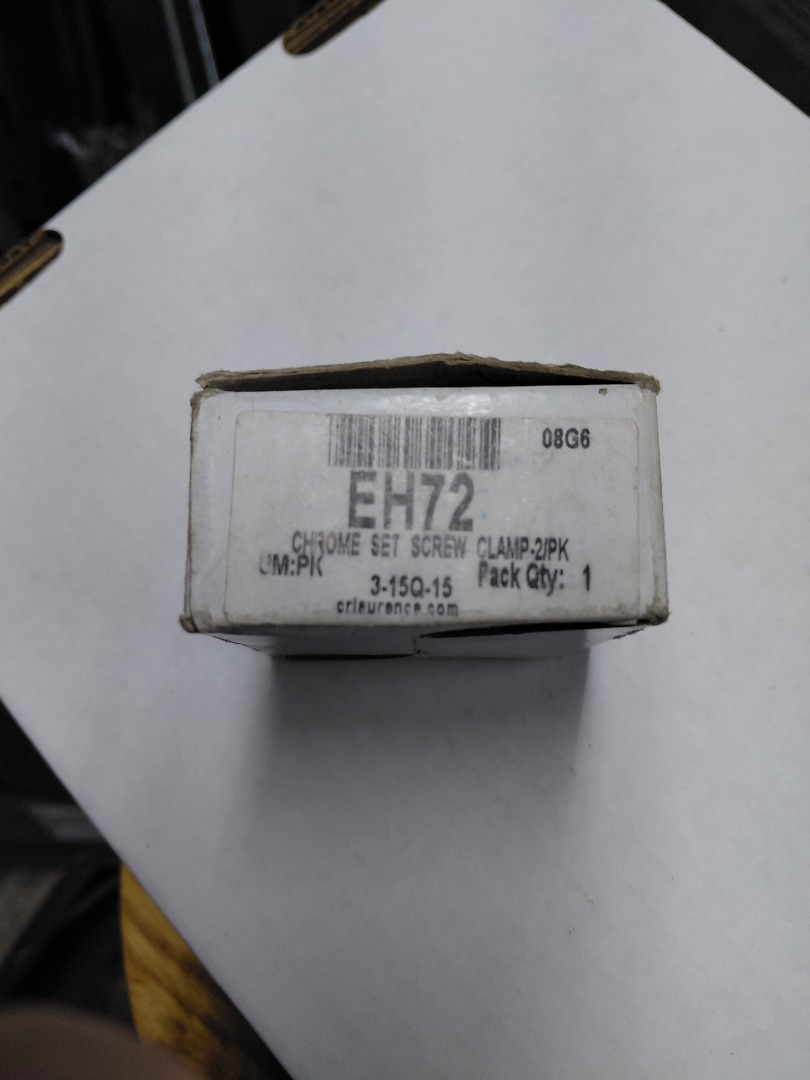 08G6
EH72
CHROME SET SCREW CLAMP-2/PK
UM:PK
Pack Qty: 1
3-15Q-15
crlaurence.com